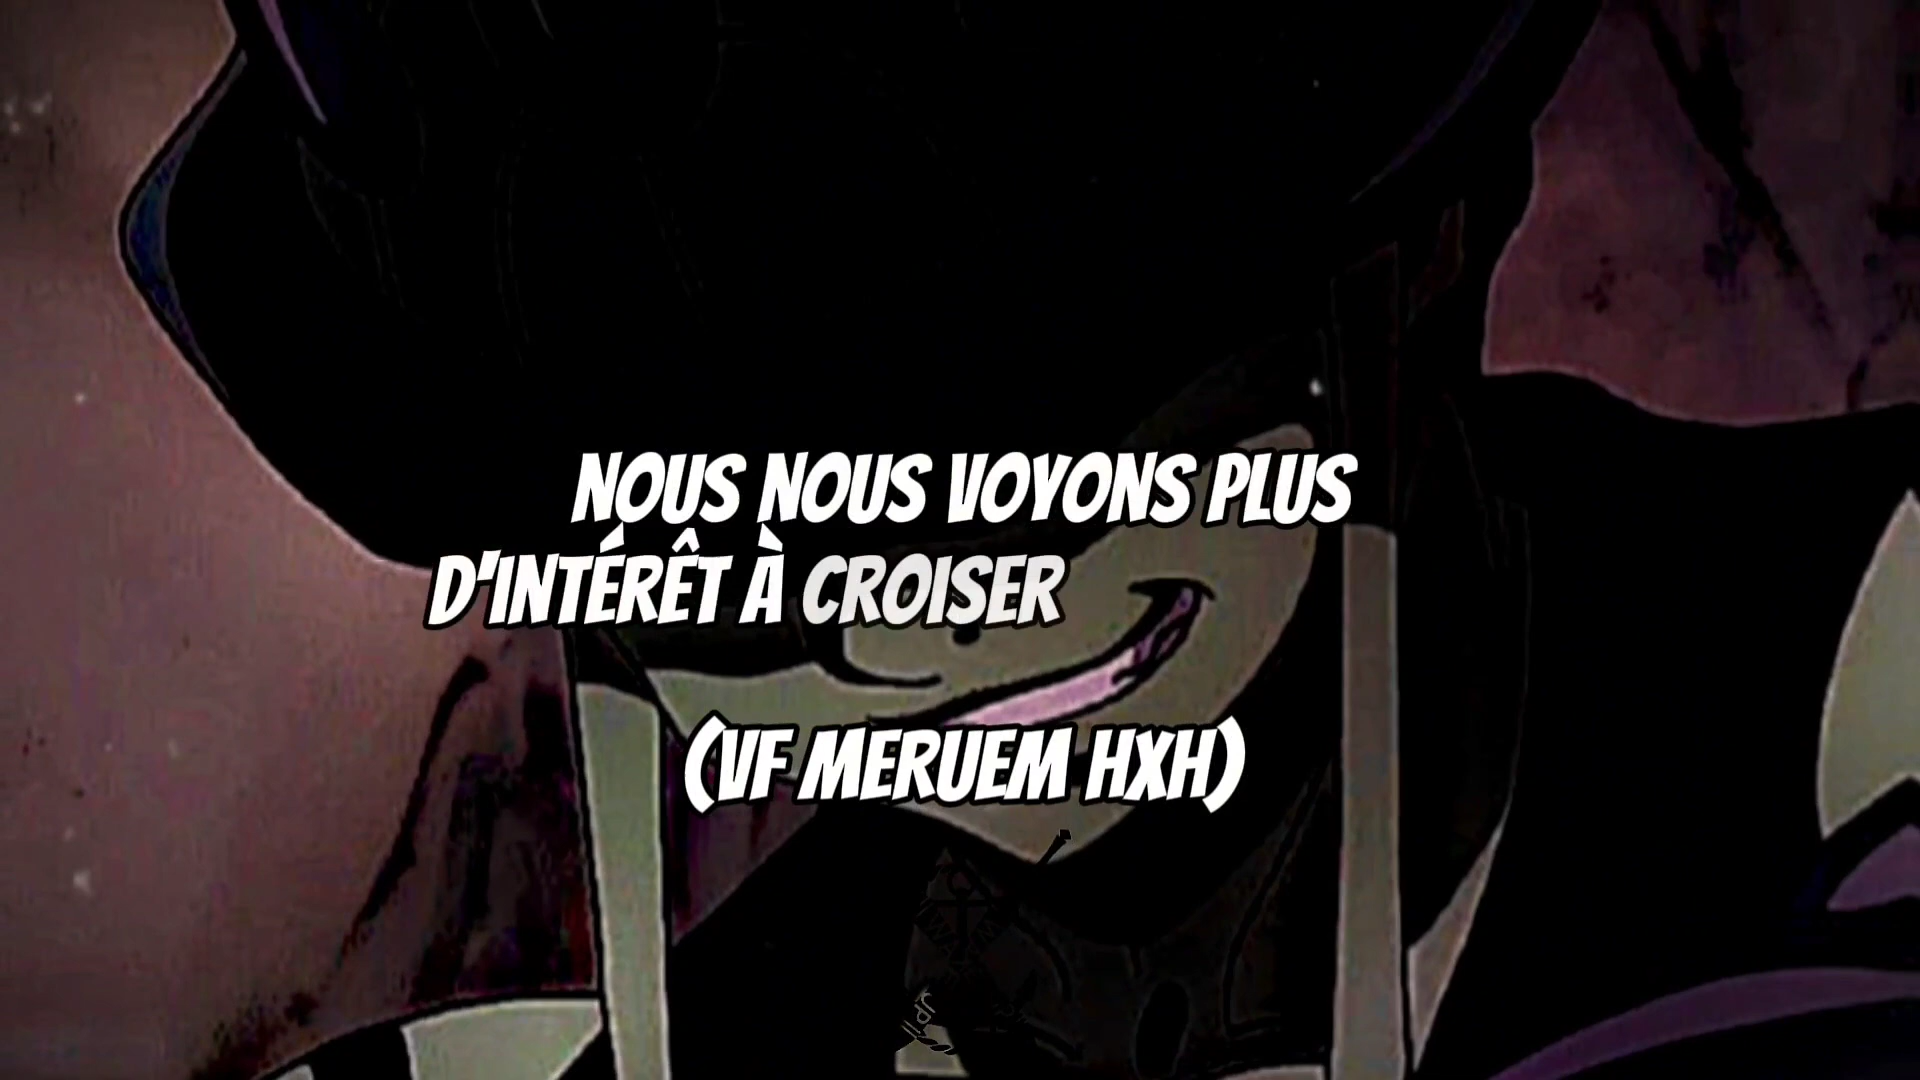 NOUS NOUS VOYONS PLUS
D'INTÉRÊT À CROISER
(VF MERUEM HXH)